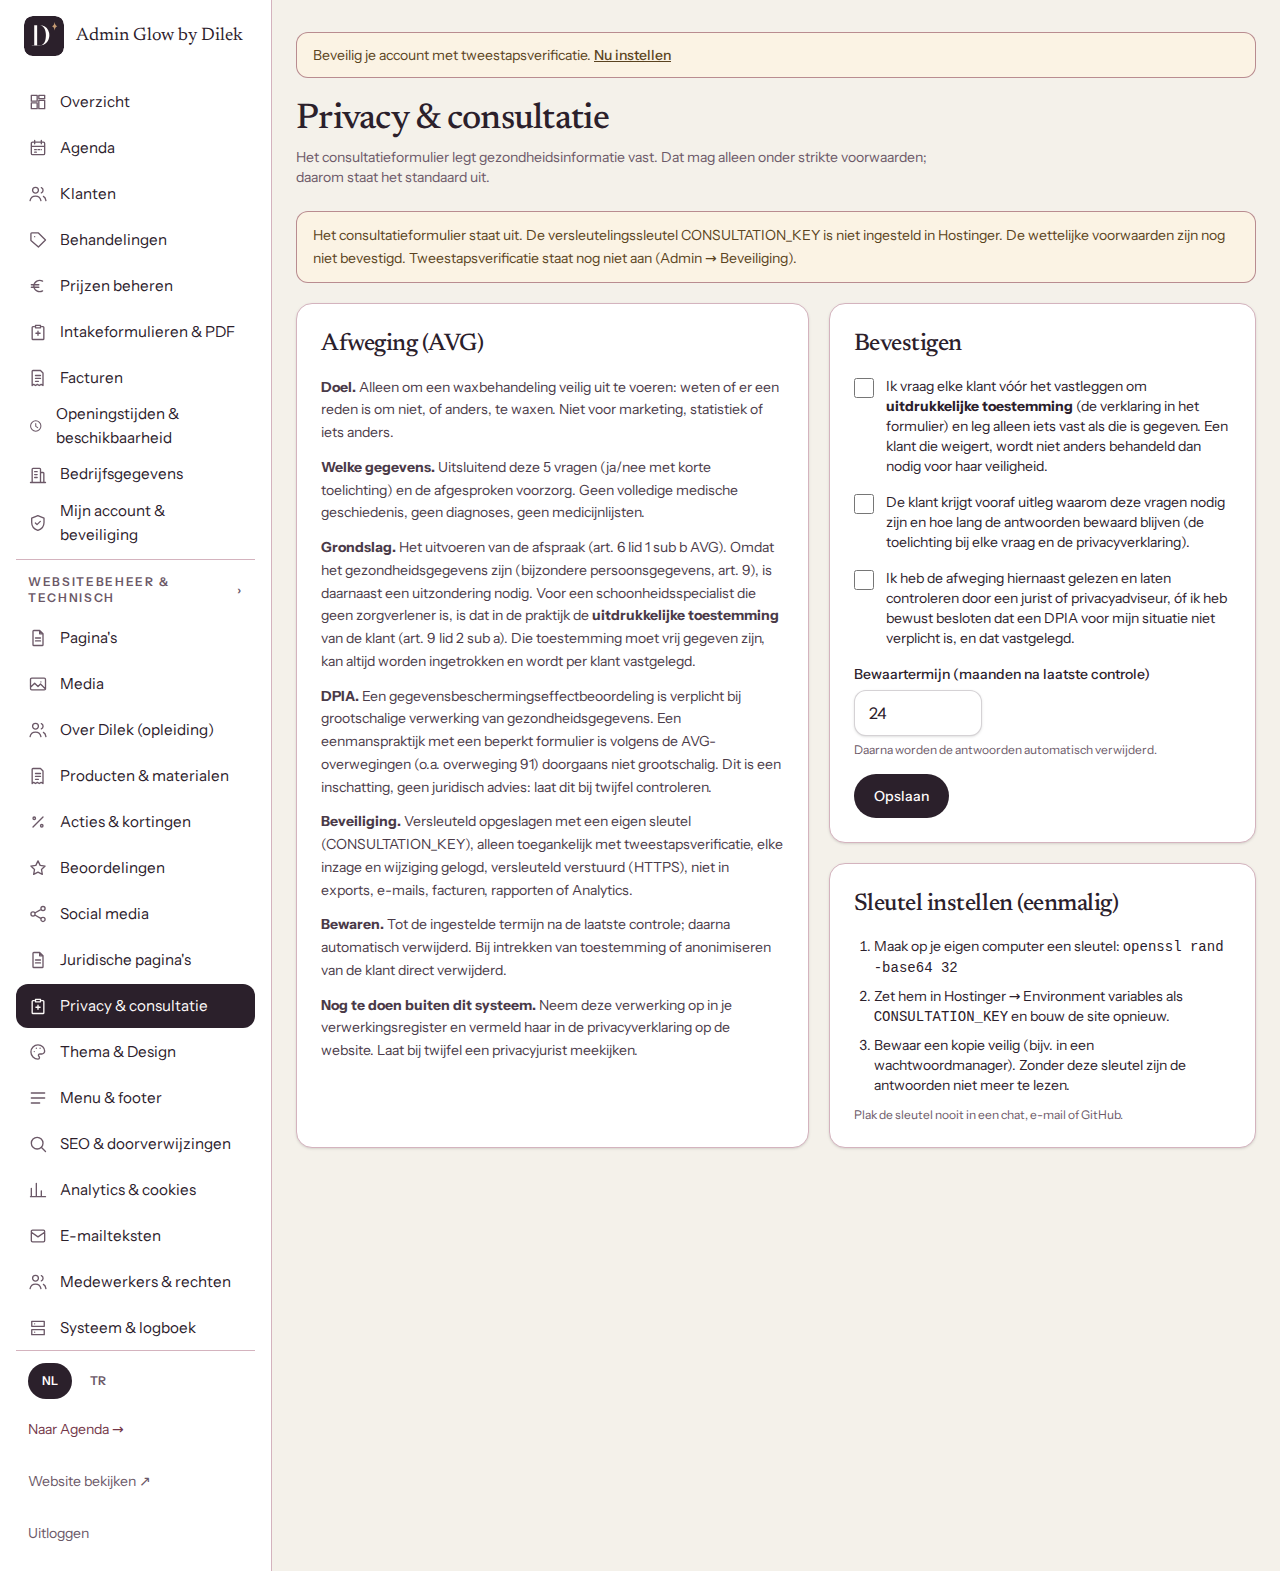 D
Admin Glow by Dilek
Overzicht
Agenda
Klanten
Behandelingen
Prijzen beheren
Intakeformulieren & PDF
Facturen
Openingstijden &
beschikbaarheid
Bedrijfsgegevens
Mijn account &
beveiliging
WEBSITEBEHEER &
TECHNISCH
Pagina's
Media
Over Dilek (opleiding)
Producten & materialen
Acties & kortingen
Beoordelingen
Social media
Juridische pagina's
Privacy & consultatie
Thema & Design
Menu & footer
SEO & doorverwijzingen
Analytics & cookies
E-mailteksten
Medewerkers & rechten
Systeem & logboek
NL TR
Naar Agenda →
Website bekijken ↗
Uitloggen
Beveilig je account met tweestapsverificatie. Nu instellen
Privacy & consultatie
Het consultatieformulier legt gezondheidsinformatie vast. Dat mag alleen onder strikte voorwaarden;
daarom staat het standaard uit.
Het consultatieformulier staat uit. De versleutelingssleutel CONSULTATION_KEY is niet ingesteld in Hostinger. De wettelijke voorwaarden zijn nog
niet bevestigd. Tweestapsverificatie staat nog niet aan (Admin → Beveiliging).
Afweging (AVG)
Doel. Alleen om een waxbehandeling veilig uit te voeren: weten of er een
reden is om niet, of anders, te waxen. Niet voor marketing, statistiek of
iets anders.
Welke gegevens. Uitsluitend deze 5 vragen (ja/nee met korte
toelichting) en de afgesproken voorzorg. Geen volledige medische
geschiedenis, geen diagnoses, geen medicijnlijsten.
Grondslag. Het uitvoeren van de afspraak (art. 6 lid 1 sub b AVG). Omdat
het gezondheidsgegevens zijn (bijzondere persoonsgegevens, art. 9), is
daarnaast een uitzondering nodig. Voor een schoonheidsspecialist die
geen zorgverlener is, is dat in de praktijk de uitdrukkelijke toestemming
van de klant (art. 9 lid 2 sub a). Die toestemming moet vrij gegeven zijn,
kan altijd worden ingetrokken en wordt per klant vastgelegd.
DPIA. Een gegevensbeschermingseffectbeoordeling is verplicht bij
grootschalige verwerking van gezondheidsgegevens. Een
eenmanspraktijk met een beperkt formulier is volgens de AVG-
overwegingen (o.a. overweging 91) doorgaans niet grootschalig. Dit is een
inschatting, geen juridisch advies: laat dit bij twijfel controleren.
Beveiliging. Versleuteld opgeslagen met een eigen sleutel
(CONSULTATION_KEY), alleen toegankelijk met tweestapsverificatie, elke
inzage en wijziging gelogd, versleuteld verstuurd (HTTPS), niet in
exports, e-mails, facturen, rapporten of Analytics.
Bewaren. Tot de ingestelde termijn na de laatste controle; daarna
automatisch verwijderd. Bij intrekken van toestemming of anonimiseren
van de klant direct verwijderd.
Nog te doen buiten dit systeem. Neem deze verwerking op in je
verwerkingsregister en vermeld haar in de privacyverklaring op de
website. Laat bij twijfel een privacyjurist meekijken.
Bevestigen
Ik vraag elke klant vóór het vastleggen om
uitdrukkelijke toestemming (de verklaring in het
formulier) en leg alleen iets vast als die is gegeven. Een
klant die weigert, wordt niet anders behandeld dan
nodig voor haar veiligheid.
De klant krijgt vooraf uitleg waarom deze vragen nodig
zijn en hoe lang de antwoorden bewaard blijven (de
toelichting bij elke vraag en de privacyverklaring).
Ik heb de afweging hiernaast gelezen en laten
controleren door een jurist of privacyadviseur, óf ik heb
bewust besloten dat een DPIA voor mijn situatie niet
verplicht is, en dat vastgelegd.
Bewaartermijn (maanden na laatste controle)
24
Daarna worden de antwoorden automatisch verwijderd.
Opslaan
Sleutel instellen (eenmalig)
1. Maak op je eigen computer een sleutel: openssl rand
-base64 32
2. Zet hem in Hostinger → Environment variables als
CONSULTATION_KEY en bouw de site opnieuw.
3. Bewaar een kopie veilig (bijv. in een
wachtwoordmanager). Zonder deze sleutel zijn de
antwoorden niet meer te lezen.
Plak de sleutel nooit in een chat, e-mail of GitHub.